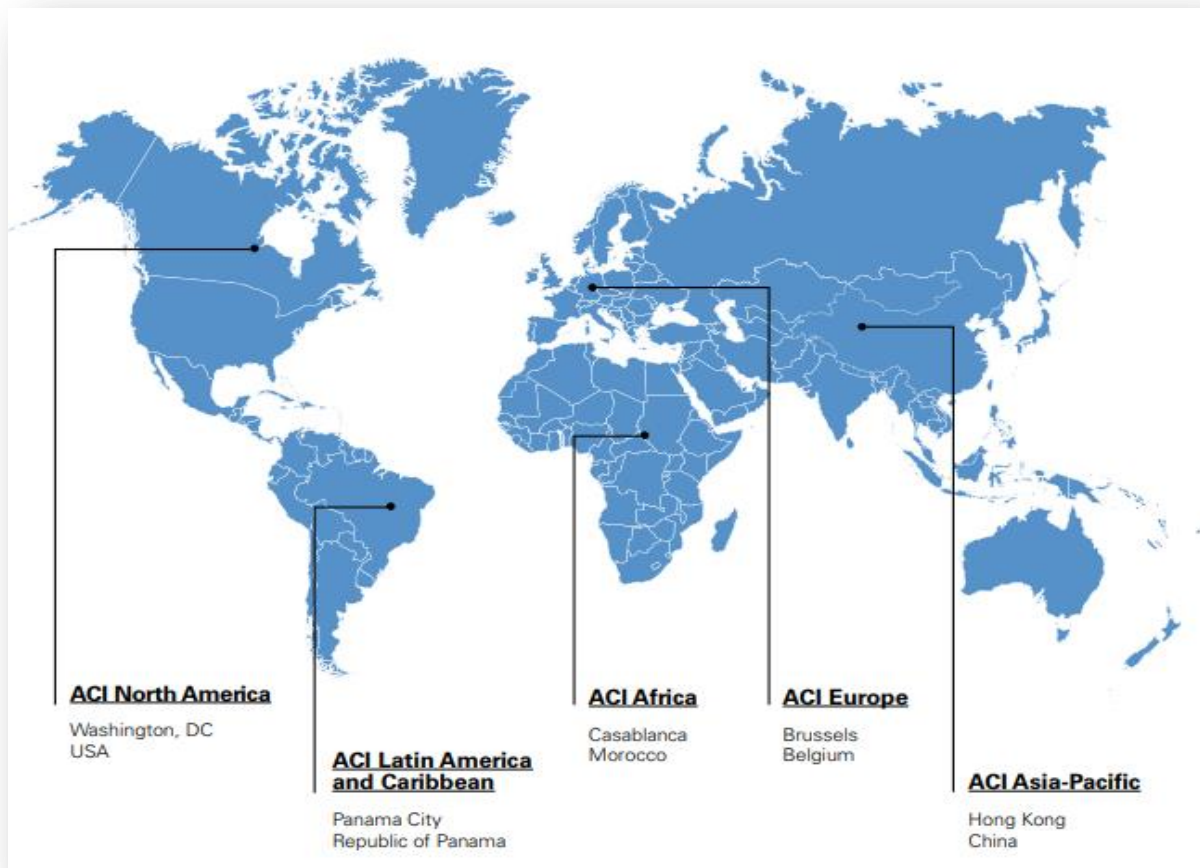 ACI North America
Washington, DC
USA
ACI Latin America
and Caribbean
Panama City
Republic of Panama
ACI Africa
Casablanca
Morocco
ACI Europe
Brussels
Belgium
ACI Asia-Pacific
Hong Kong
China